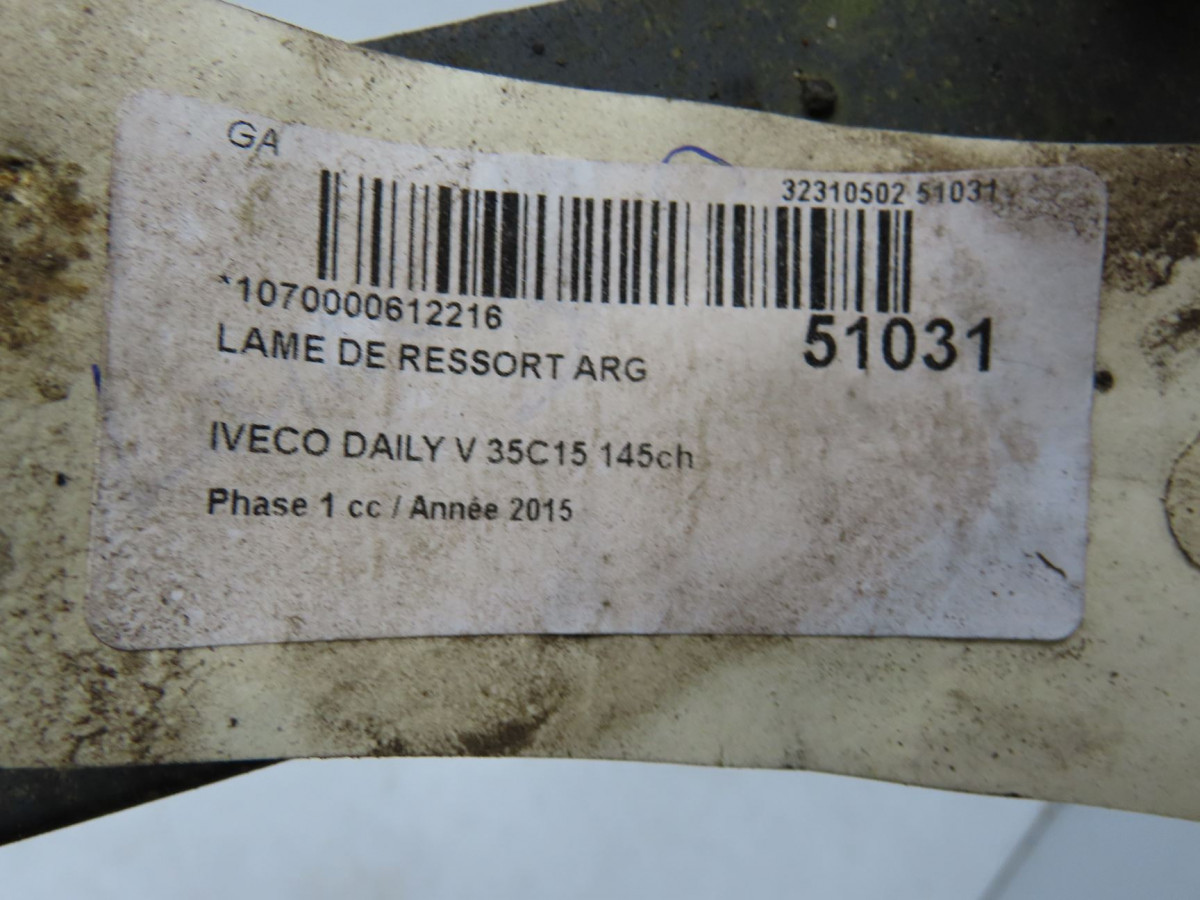 GA
32310502 51031
*1070000612216
51031
LAME DE RESSORT ARG
IVECO DAILY V 35C15 145ch
Phase 1 cc / Année 2015